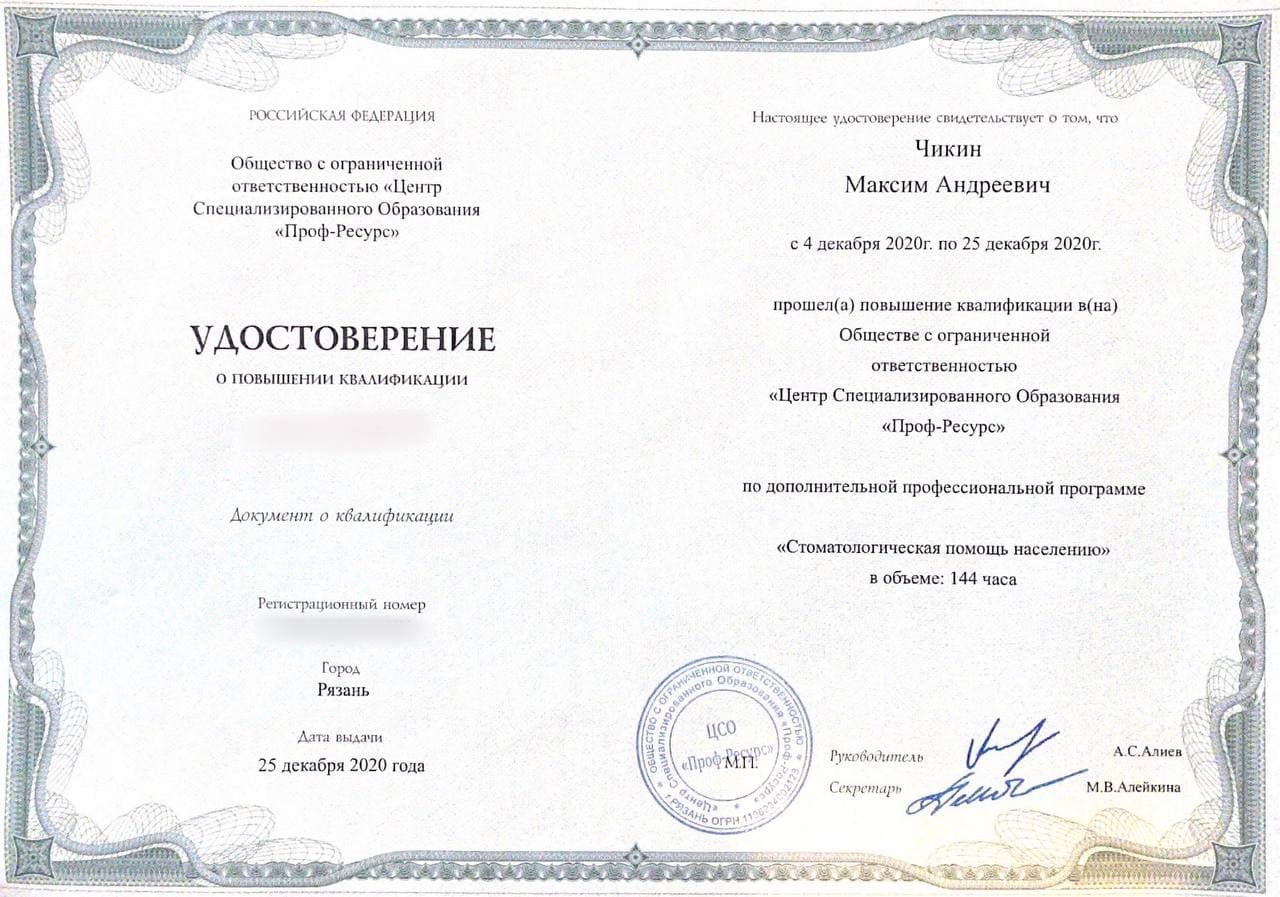 РОССИЙСКАЯ ФЕДЕРАЦИЯ
Общество с ограниченной
ответственностью «Центр
Специализированного Образования
«Проф-Ресурс»
УДОСТОВЕРЕНИЕ
О ПОВЫШЕНИИ КВАЛИФИКАЦИИ
Документ о квалификации
Регистрационный номер
Город
Рязань
Дата выдачи
25 декабря 2020 года
Настоящее удостоверение свидетельствует о том, что
Чикин
Максим Андреевич
с 4 декабря 2020г. по 25 декабря 2020г.
прошел(а) повышение квалификации в(на)
Обществе с ограниченной
ответственностью
«Центр Специализированного Образования
«Проф-Ресурс»
по дополнительной профессиональной программе
«Стоматологическая помощь населению»
в объеме: 144 часа
ОБЩЕСТВО С ОГРАНИЧЕННОЙ ОТВЕТСТВЕННОСТЬЮ
г.РЯЗАНЬ ОГРН
«Центр Специализированного Образования «Проф-Ресурс»
ЦСО
«Проф-Ресурс»
М.П.
Руководитель А.С.Алиев
Секретарь М.В.Алейкина